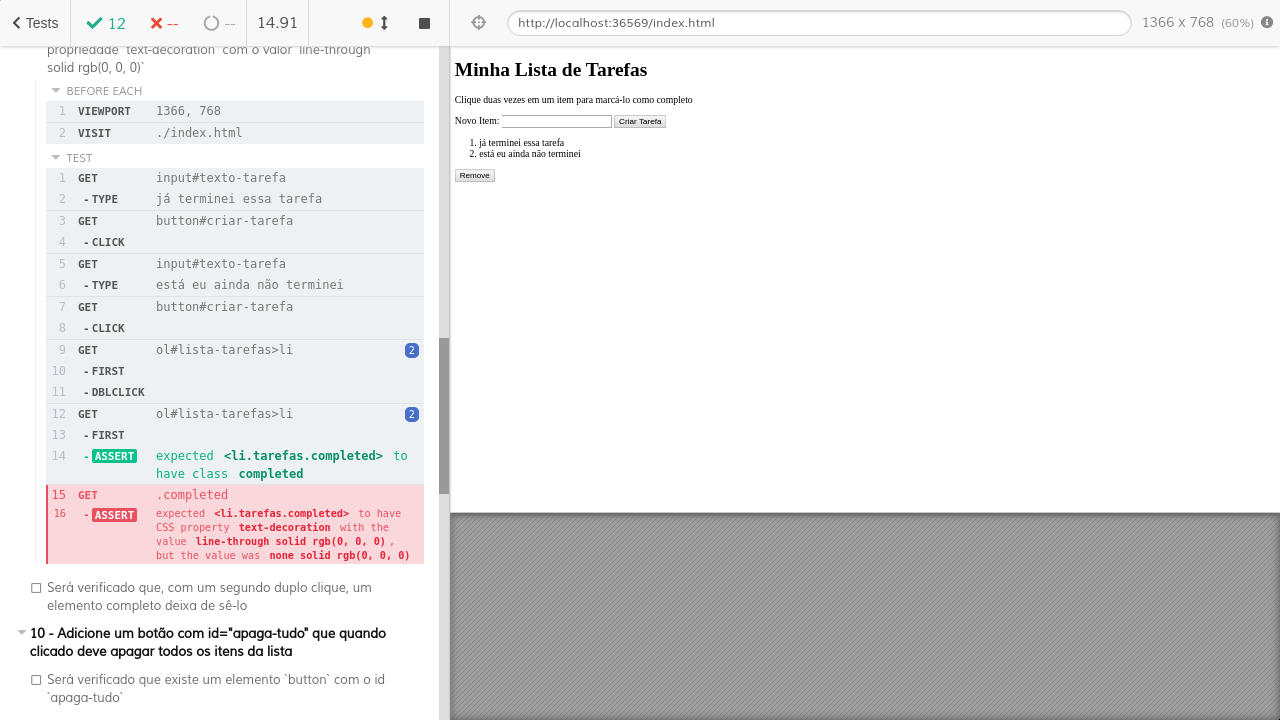 Tests
12
--
--
14.91
http://localhost:36569/index.html
1366 x 768 (60%)
propriedade `text-decoration` com o valor `line-through
solid rgb(0, 0, 0)`
BEFORE EACH
1 VIEWPORT 1366, 768
2 VISIT ./index.html
TEST
1 GET input#texto-tarefa
2 -TYPE já terminei essa tarefa
3 GET button#criar-tarefa
4 -CLICK
5 GET input#texto-tarefa
6 -TYPE está eu ainda não terminei
7 GET button#criar-tarefa
8 -CLICK
9 GET ol#lista-tarefas>li 2
10 -FIRST
11 -DBLCLICK
12 GET ol#lista-tarefas>li 2
13 -FIRST
14 -ASSERT expected <li.tarefas.completed> to
have class completed
15 GET .completed
16 -ASSERT expected <li.tarefas.completed> to have
CSS property text-decoration with the
value line-through solid rgb(0, 0, 0),
but the value was none solid rgb(0, 0, 0)
Será verificado que, com um segundo duplo clique, um
elemento completo deixa de sê-lo
10 - Adicione um botão com id="apaga-tudo" que quando
clicado deve apagar todos os itens da lista
Será verificado que existe um elemento `button` com o id
`apaga-tudo`
Minha Lista de Tarefas
Clique duas vezes em um item para marcá-lo como completo
Novo Item: Criar Tarefa
1. já terminei essa tarefa
2. está eu ainda não terminei
Remove